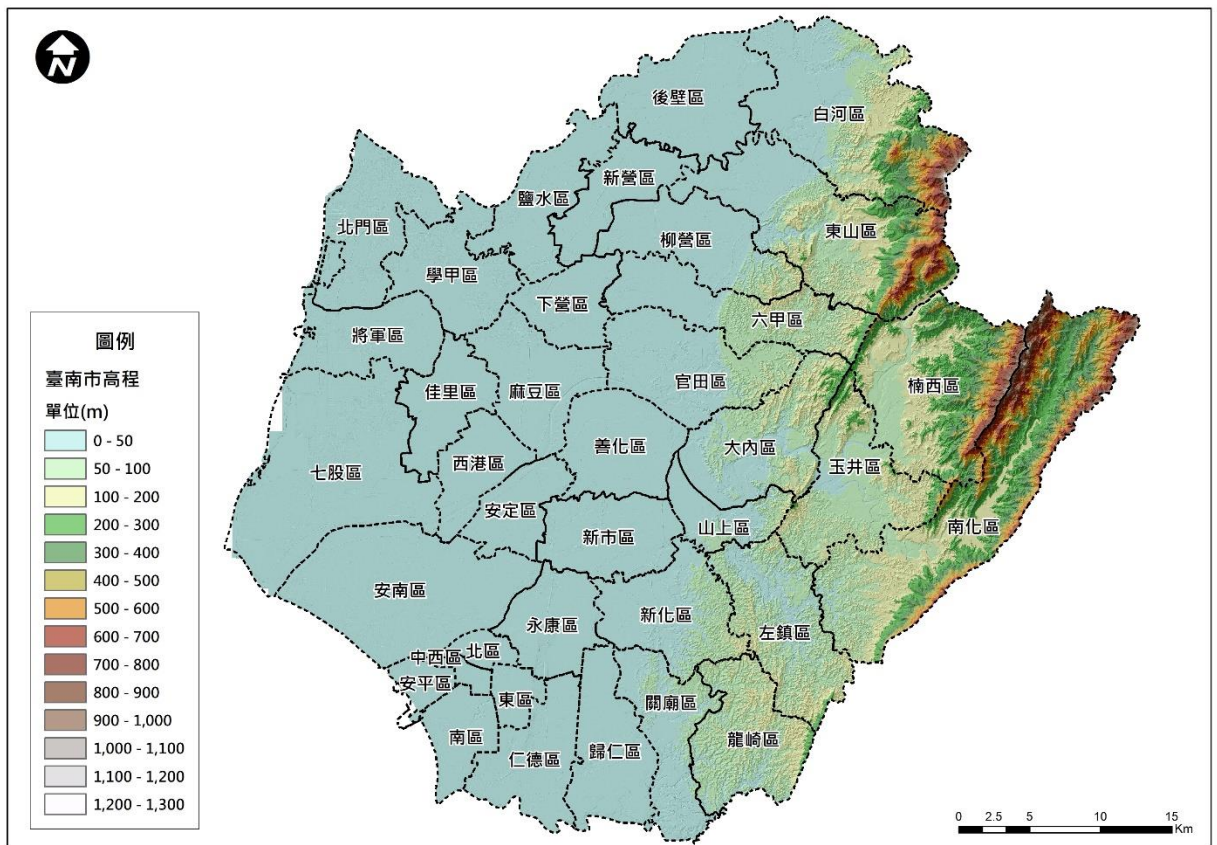 N
後壁區
白河區
新營區
鹽水區
北門區
柳營區
東山區
學甲區
下營區
六甲區
將軍區
佳里區
麻豆區
官田區
楠西區
善化區
大內區
西港區
七股區
玉井區
安定區
山上區
新市區
南化區
安南區
永康區
新化區
左鎮區
北區
中西區
安平區
東區
關廟區
南區
仁德區
歸仁區
龍崎區
圖例
臺南市高程
單位(m)
0 - 50
50 - 100
100 - 200
200 - 300
300 - 400
400 - 500
500 - 600
600 - 700
700 - 800
800 - 900
900 - 1,000
1,000 - 1,100
1,100 - 1,200
1,200 - 1,300
0 2.5 5 10 15
Km